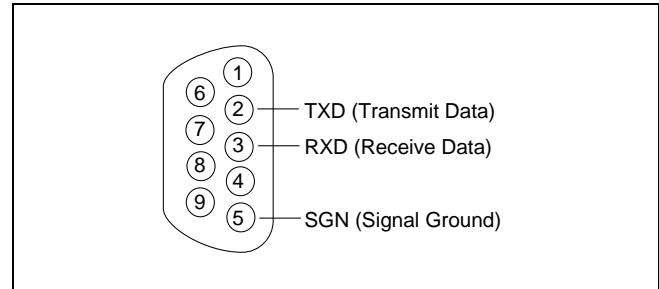 1
6
2 TXD (Transmit Data)
7
3 RXD (Receive Data)
8
4
9
5 SGN (Signal Ground)